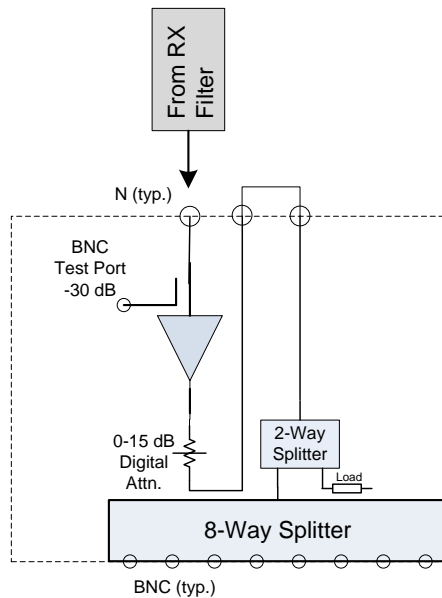 From RX
Filter
N (typ.)
BNC
Test Port
-30 dB
0-15 dB
Digital
Attn.
2-Way
Splitter
Load
8-Way Splitter
BNC (typ.)